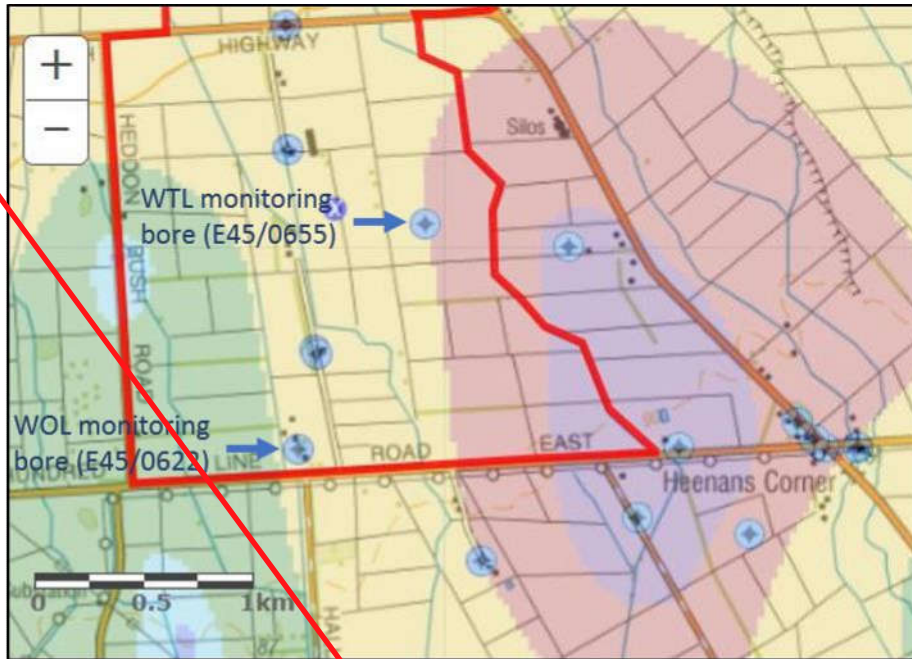 +
HIGHWAY
−
HEDDON
Silos
WTL monitoring
bore (E45/0655)
BUSH
ROAD
WOL monitoring
bore (E45/0622)
LINE
ROAD
EAST
Heenans Corner
0
0.5
1km
87